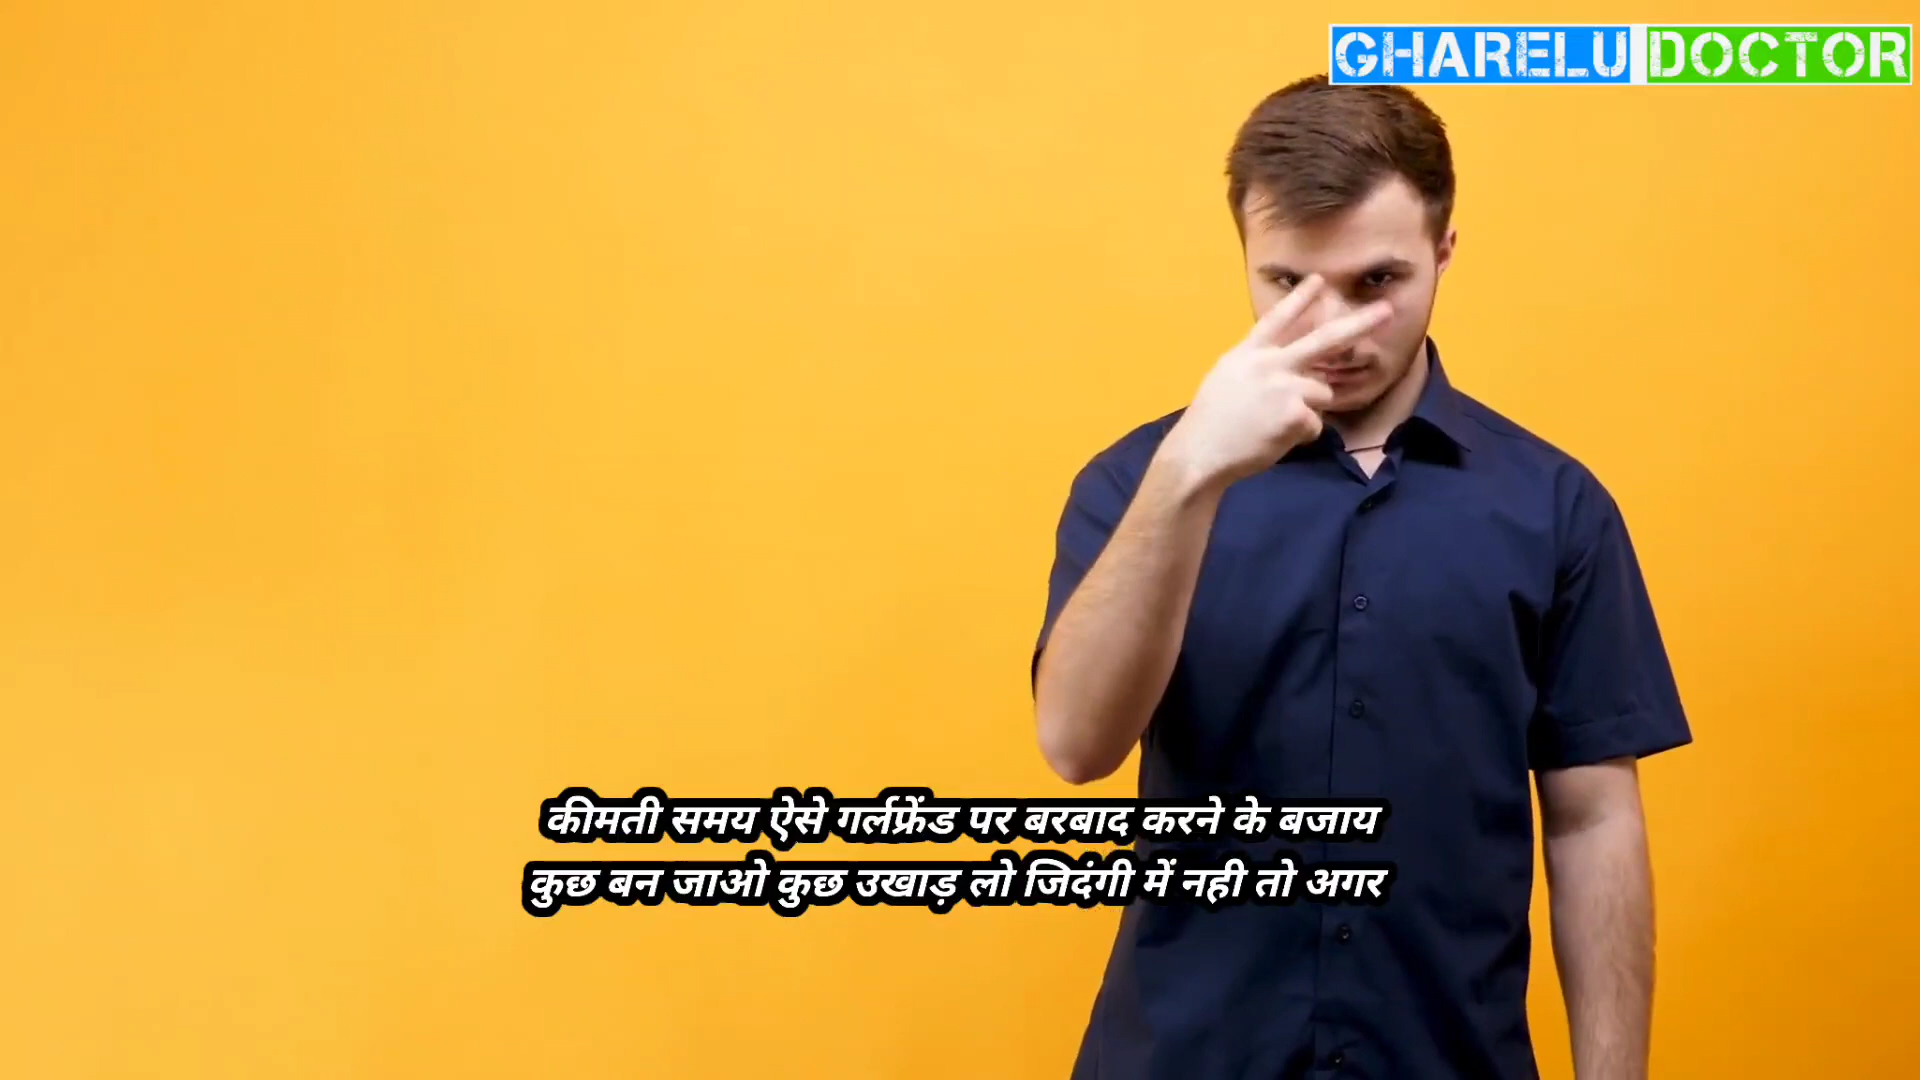 GHARELU DOCTOR
कीमती समय ऐसे गर्लफ्रेंड पर बरबाद करने के बजाय
कुछ बन जाओ कुछ उखाड़ लो जिदंगी में नही तो अगर